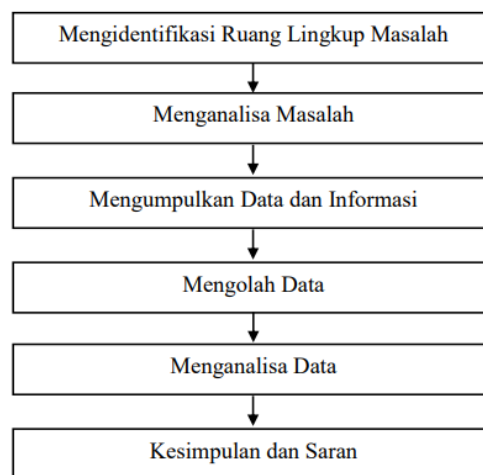 Mengidentifikasi Ruang Lingkup Masalah
Menganalisa Masalah
Mengumpulkan Data dan Informasi
Mengolah Data
Menganalisa Data
Kesimpulan dan Saran